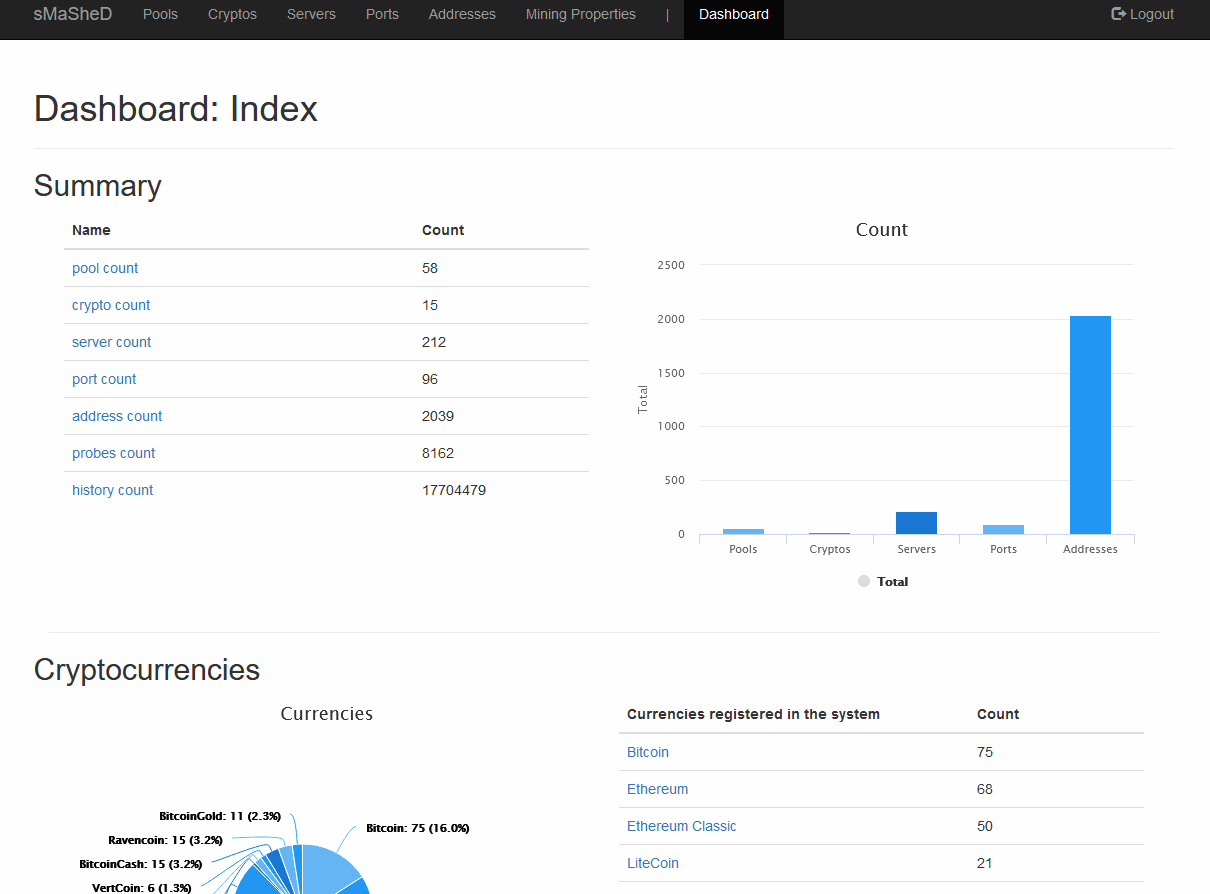 sMaSheD Pools Cryptos Servers Ports Addresses Mining Properties | Dashboard Logout
Dashboard: Index
Summary
Name Count
pool count 58
crypto count 15
server count 212
port count 96
address count 2039
probes count 8162
history count 17704479
Count
2500
2000
1500
1000
500
0
Total
Pools Cryptos Servers Ports Addresses
Total
Cryptocurrencies
Currencies
BitcoinGold: 11 (2.3%)
Bitcoin: 75 (16.0%)
Ravencoin: 15 (3.2%)
BitcoinCash: 15 (3.2%)
VertCoin: 6 (1.3%)
Currencies registered in the system Count
Bitcoin 75
Ethereum 68
Ethereum Classic 50
LiteCoin 21